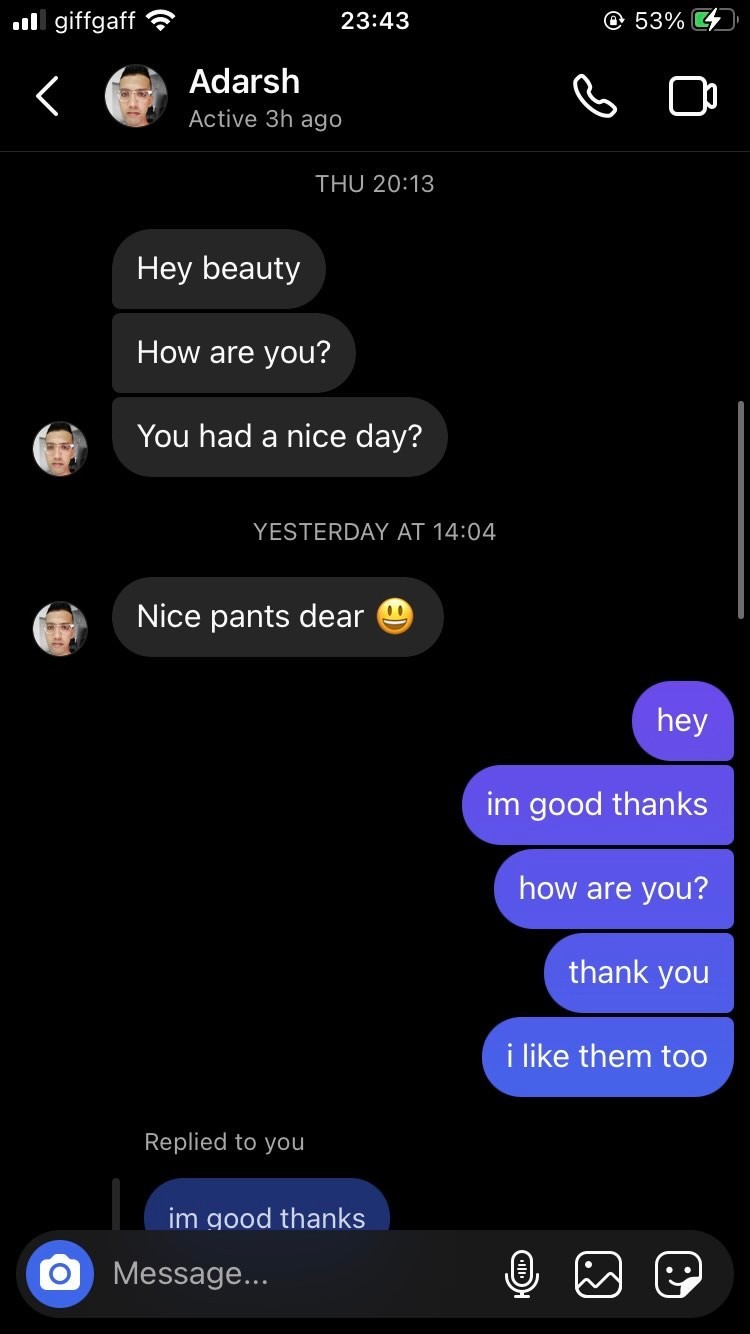 giffgaff 23:43 53%
Adarsh
Active 3h ago
THU 20:13
Hey beauty
How are you?
You had a nice day?
YESTERDAY AT 14:04
Nice pants dear 😃
hey
im good thanks
how are you?
thank you
i like them too
Replied to you
im good thanks
Message...